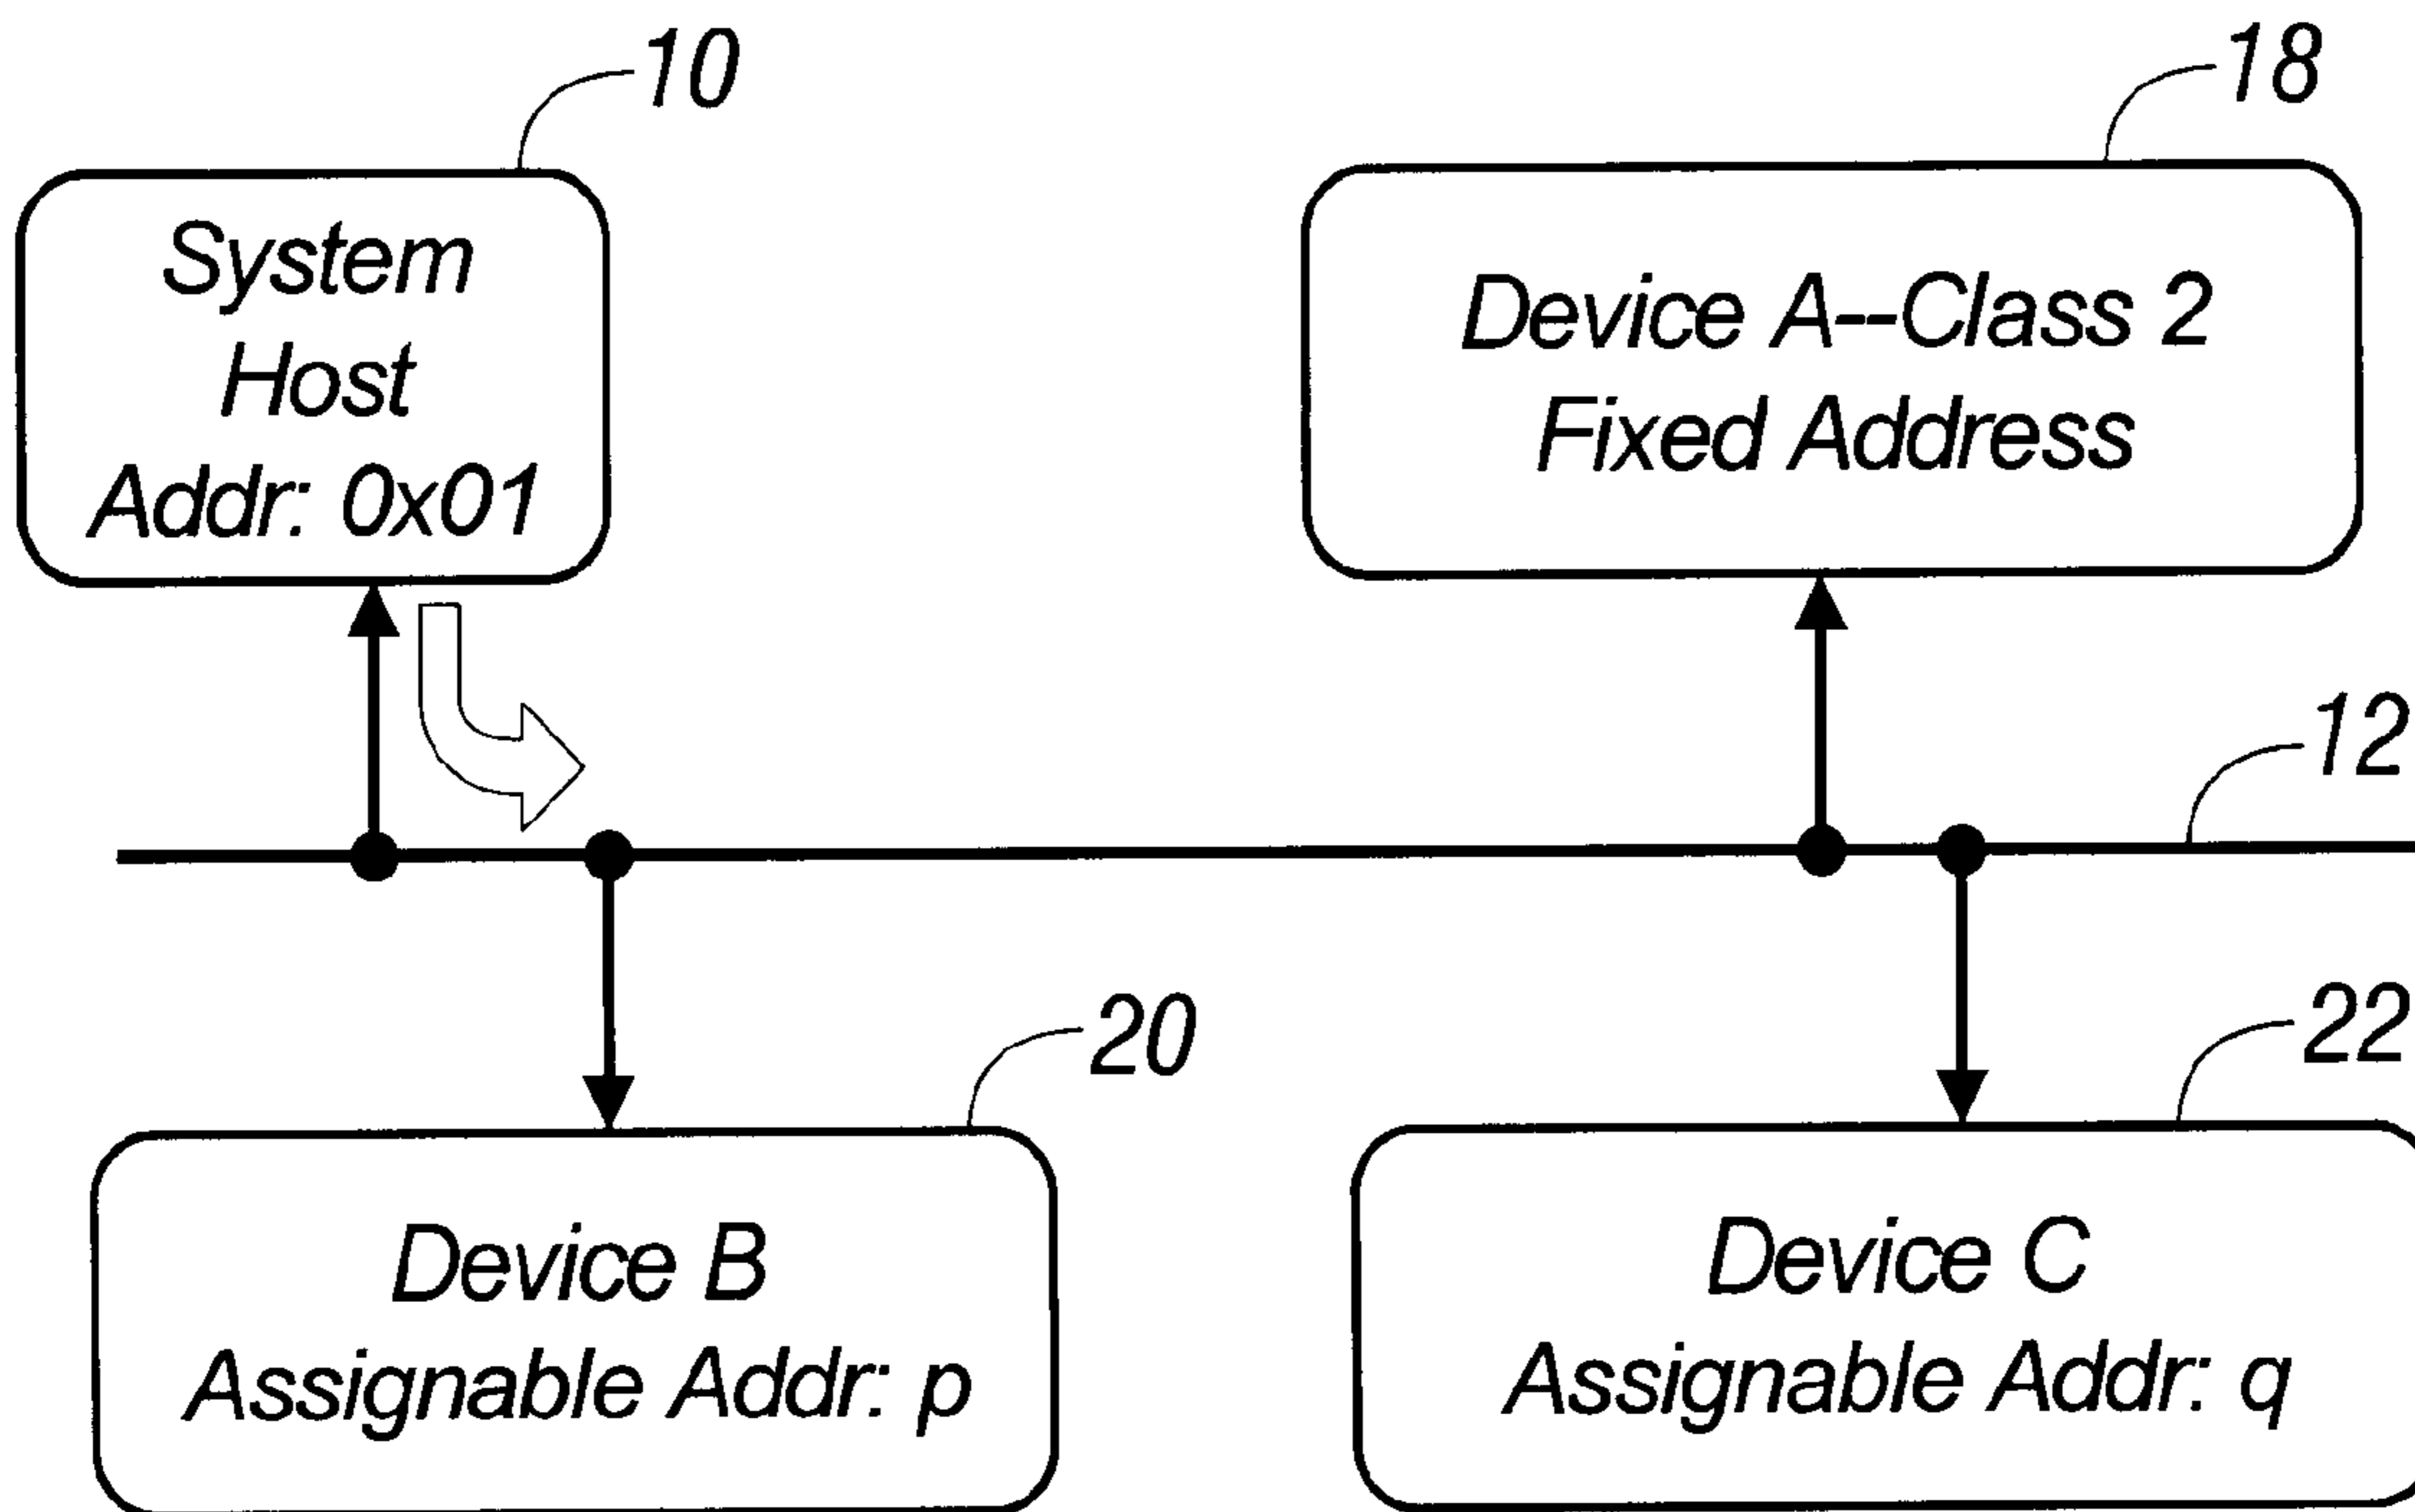 10
System
Host
Addr: 0x01
18
Device A--Class 2
Fixed Address
12
20
Device B
Assignable Addr: p
22
Device C
Assignable Addr: q